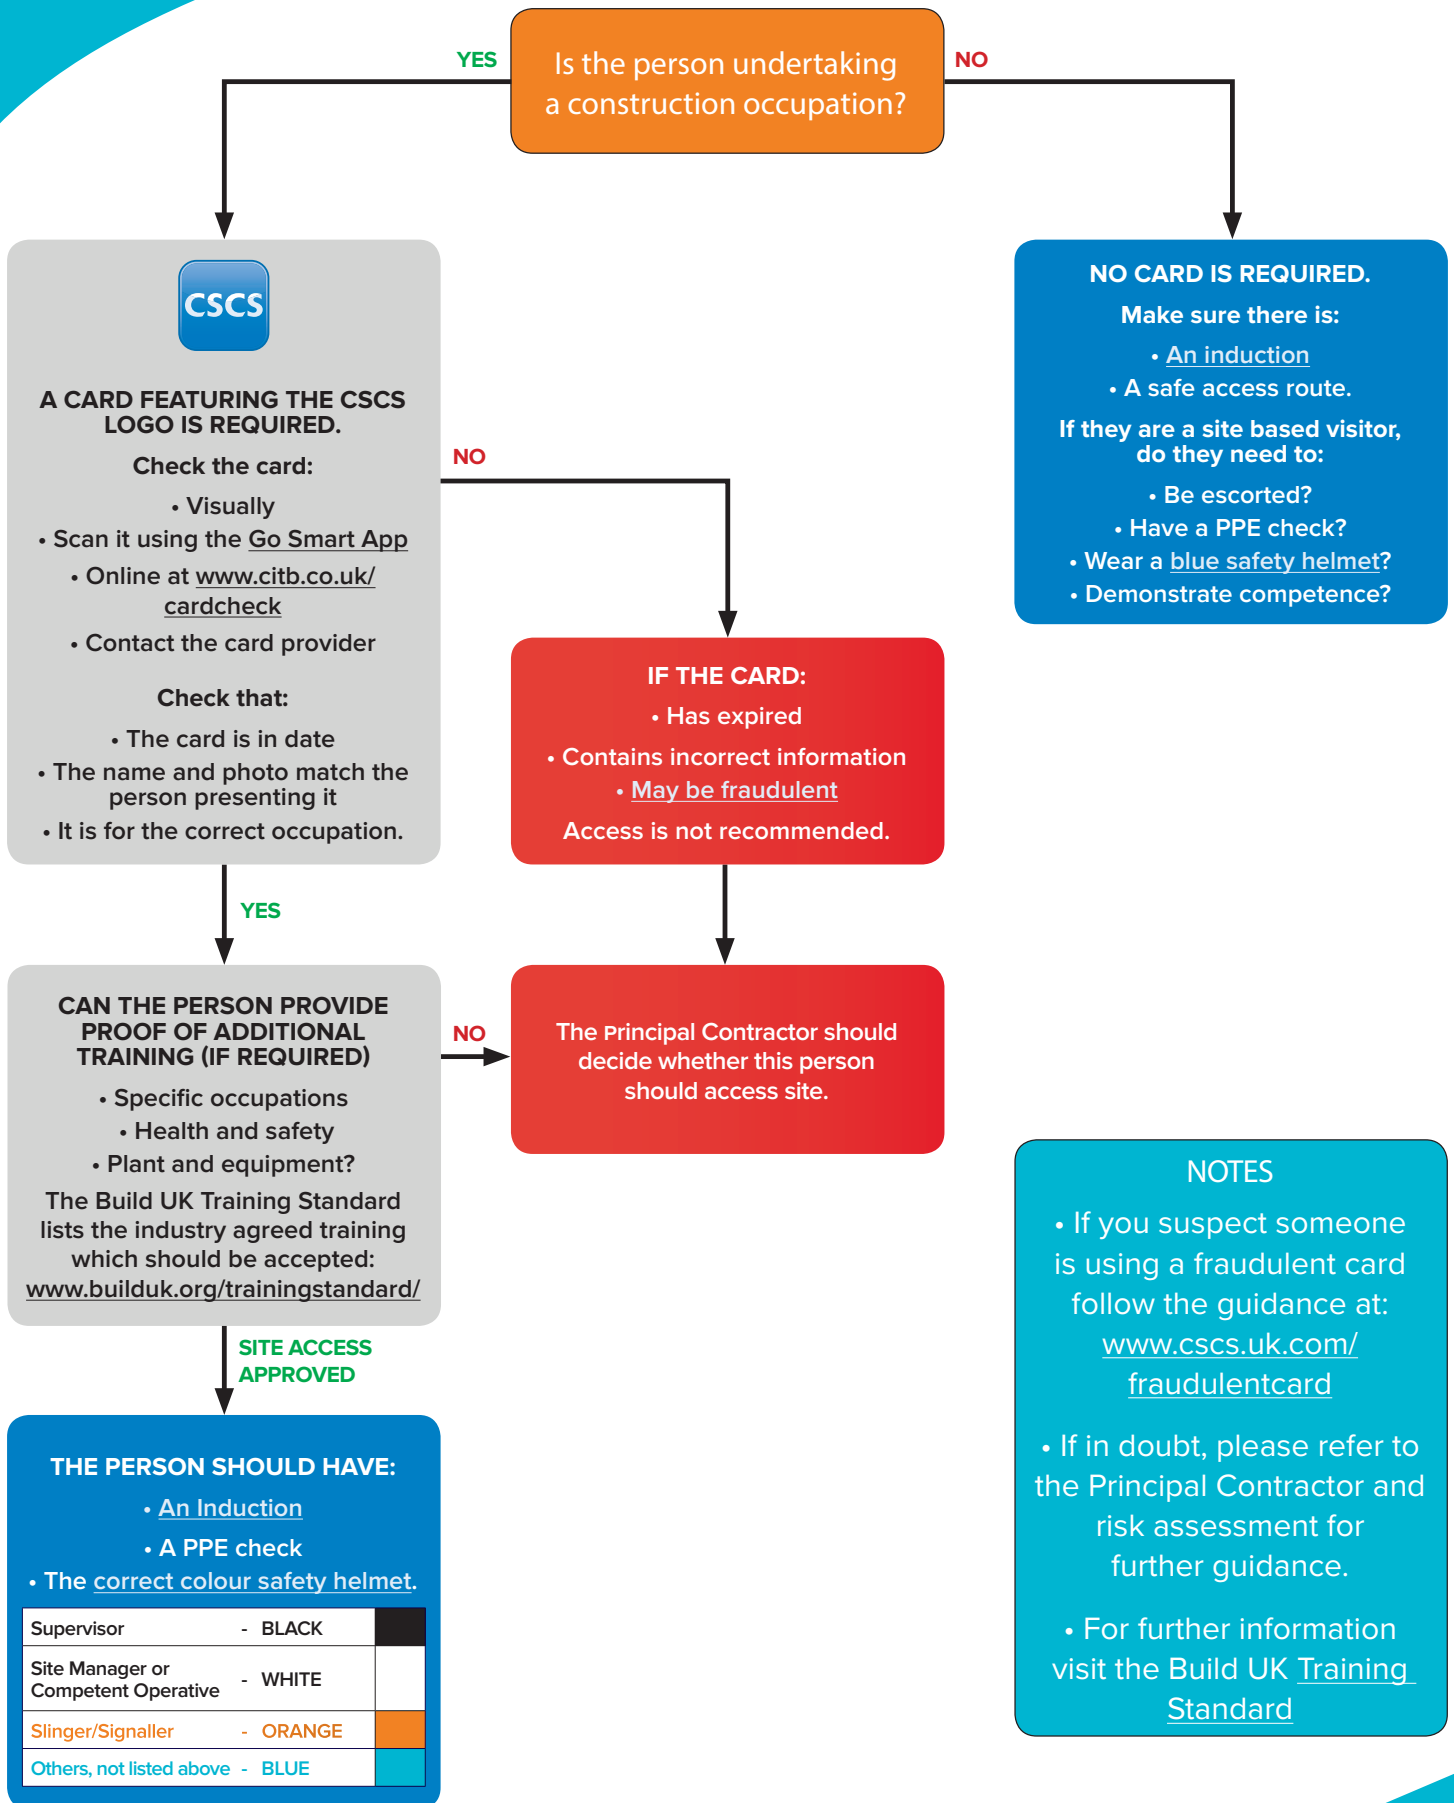 Is the person undertaking
a construction occupation?
YES
NO
CSCS
A CARD FEATURING THE CSCS
LOGO IS REQUIRED.
Check the card:
• Visually
• Scan it using the Go Smart App
• Online at www.citb.co.uk/
cardcheck
• Contact the card provider
Check that:
• The card is in date
• The name and photo match the
person presenting it
• It is for the correct occupation.
NO
IF THE CARD:
• Has expired
• Contains incorrect information
• May be fraudulent
Access is not recommended.
NO CARD IS REQUIRED.
Make sure there is:
• An induction
• A safe access route.
If they are a site based visitor,
do they need to:
• Be escorted?
• Have a PPE check?
• Wear a blue safety helmet?
• Demonstrate competence?
YES
CAN THE PERSON PROVIDE
PROOF OF ADDITIONAL
TRAINING (IF REQUIRED)
• Specific occupations
• Health and safety
• Plant and equipment?
The Build UK Training Standard
lists the industry agreed training
which should be accepted:
www.builduk.org/trainingstandard/
NO
The Principal Contractor should
decide whether this person
should access site.
SITE ACCESS
APPROVED
THE PERSON SHOULD HAVE:
• An Induction
• A PPE check
• The correct colour safety helmet.
Supervisor - BLACK
Site Manager or
Competent Operative - WHITE
Slinger/Signaller - ORANGE
Others, not listed above - BLUE
NOTES
• If you suspect someone
is using a fraudulent card
follow the guidance at:
www.cscs.uk.com/
fraudulentcard
• If in doubt, please refer to
the Principal Contractor and
risk assessment for
further guidance.
• For further information
visit the Build UK Training
Standard